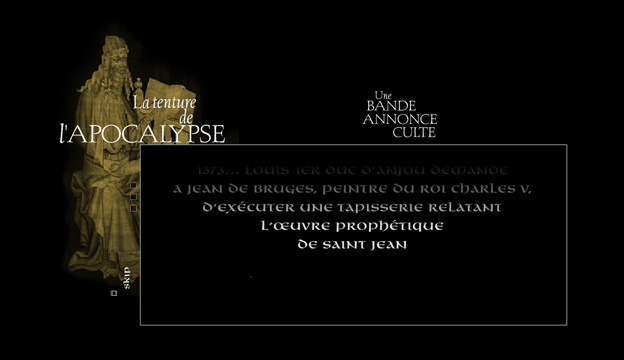 La tenture
de
l'APOCALYPSE
Une
BANDE
ANNONCE
CULTE
1373... LOUIS 1ER DUC D'ANJOU DEMANDE
A JEAN DE BRUGES, PEINTRE DU ROI CHARLES V,
D'EXÉCUTER UNE TAPISSERIE RELATANT
L'ŒUVRE PROPHÉTIQUE
DE SAINT JEAN
skip